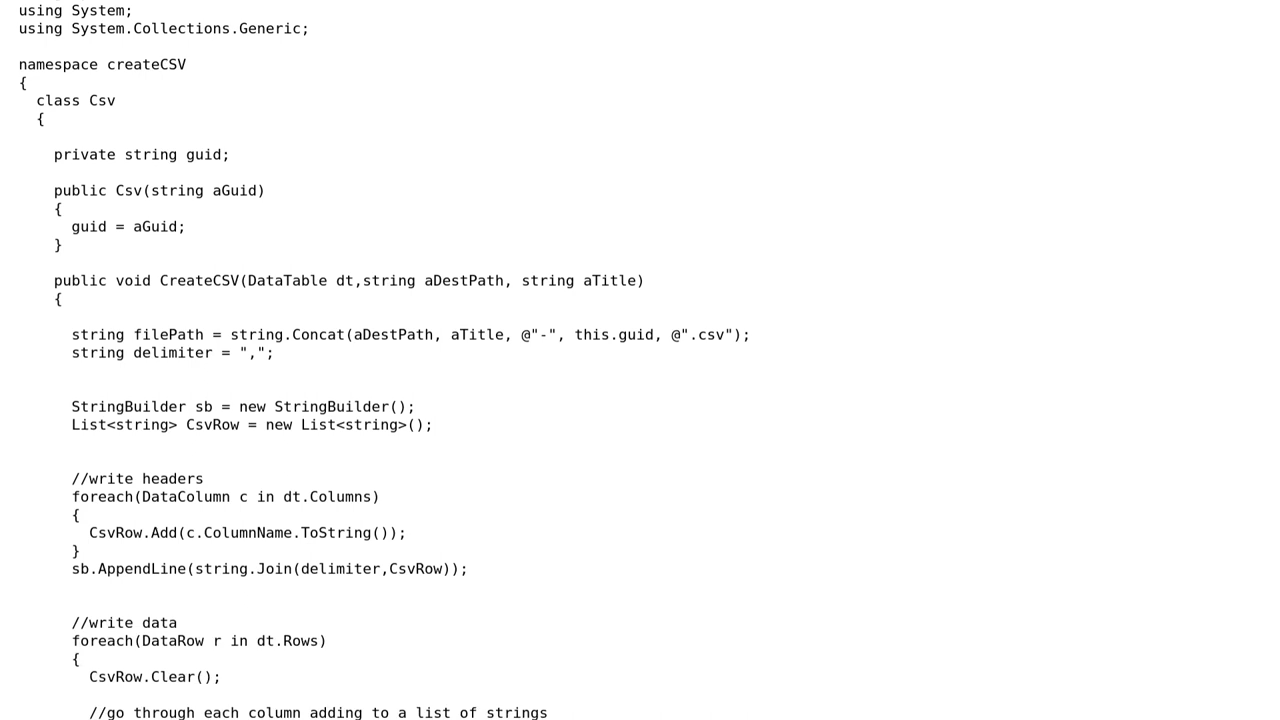 using System;
using System.Collections.Generic;

namespace createCSV
{
  class Csv
  {

    private string guid;

    public Csv(string aGuid)
    {
      guid = aGuid;
    }

    public void CreateCSV(DataTable dt,string aDestPath, string aTitle)
    {

      string filePath = string.Concat(aDestPath, aTitle, @"-", this.guid, @".csv");
      string delimiter = ",";


      StringBuilder sb = new StringBuilder();
      List<string> CsvRow = new List<string>();


      //write headers
      foreach(DataColumn c in dt.Columns)
      {
        CsvRow.Add(c.ColumnName.ToString());
      }
      sb.AppendLine(string.Join(delimiter,CsvRow));


      //write data
      foreach(DataRow r in dt.Rows)
      {
        CsvRow.Clear();

        //go through each column adding to a list of strings